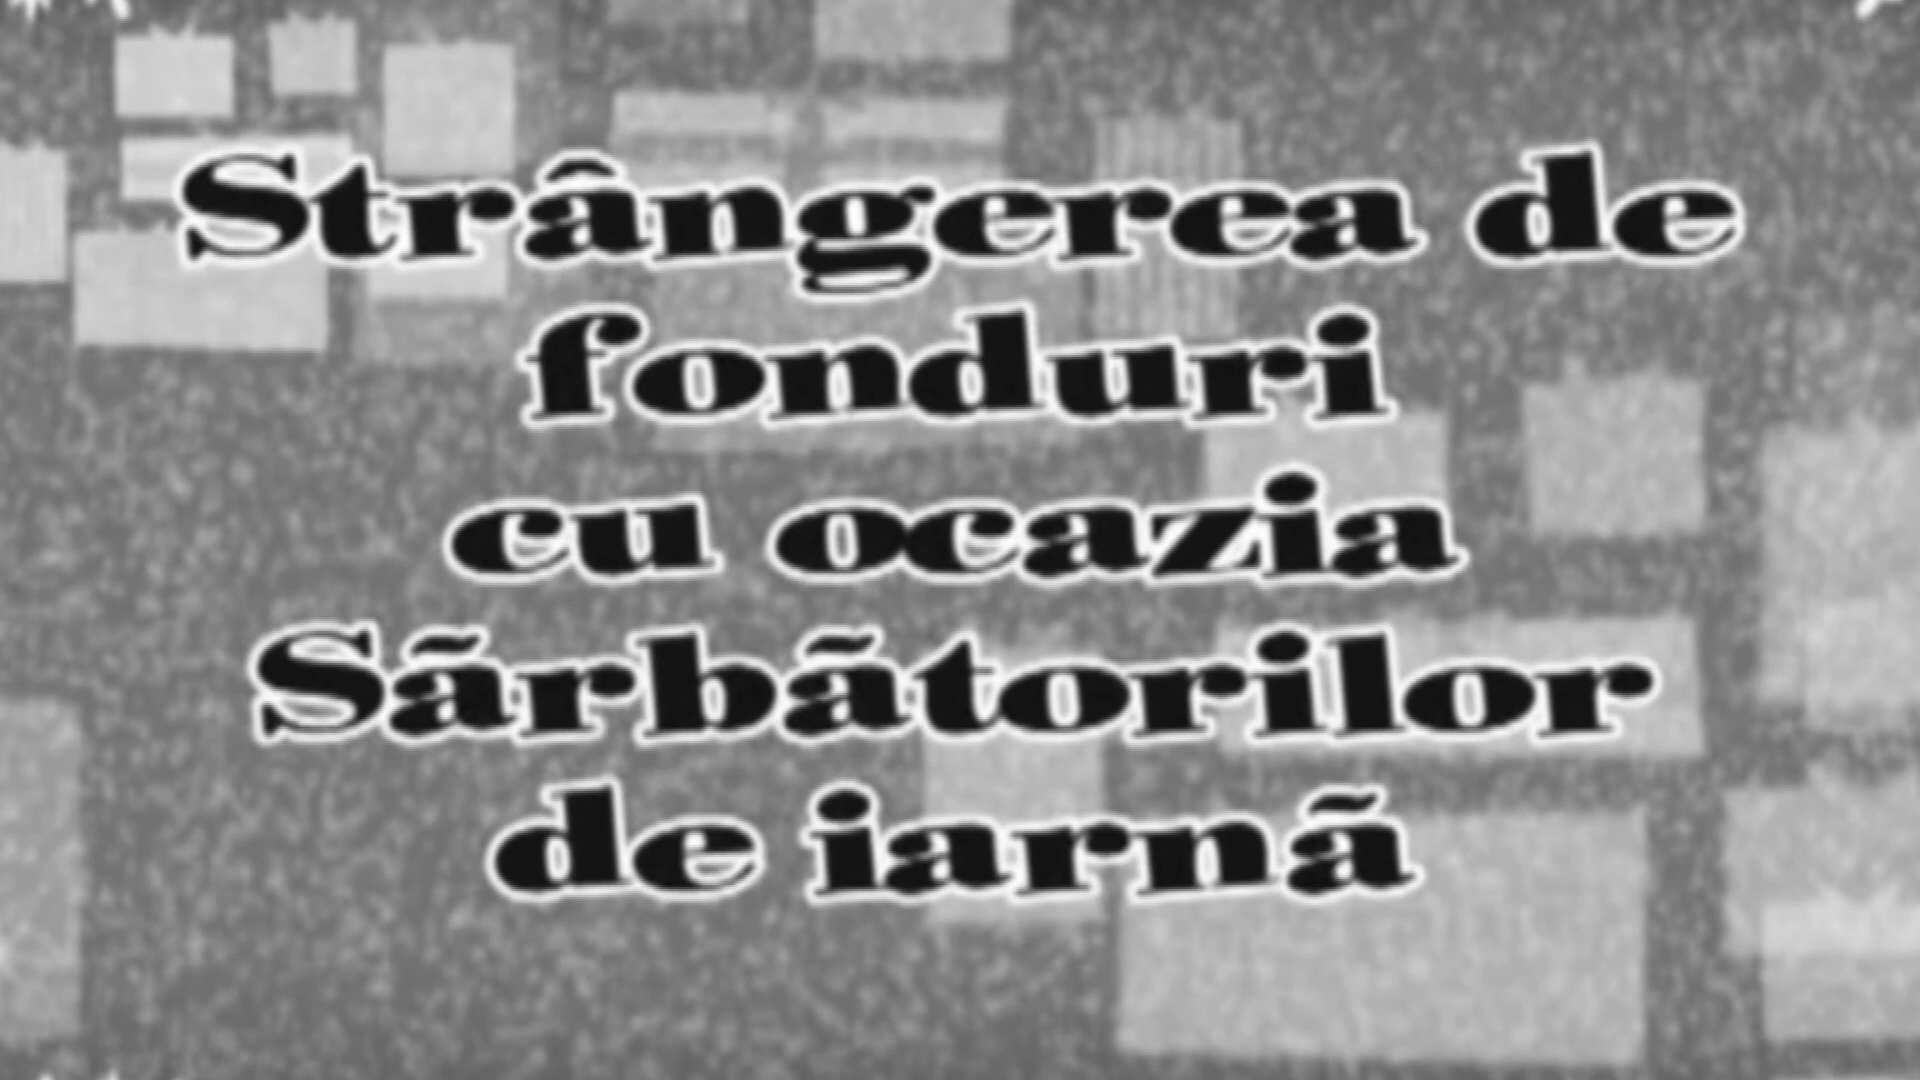 Strângerea de
fonduri
cu ocazia
Sãrbãtorilor
de iarnã